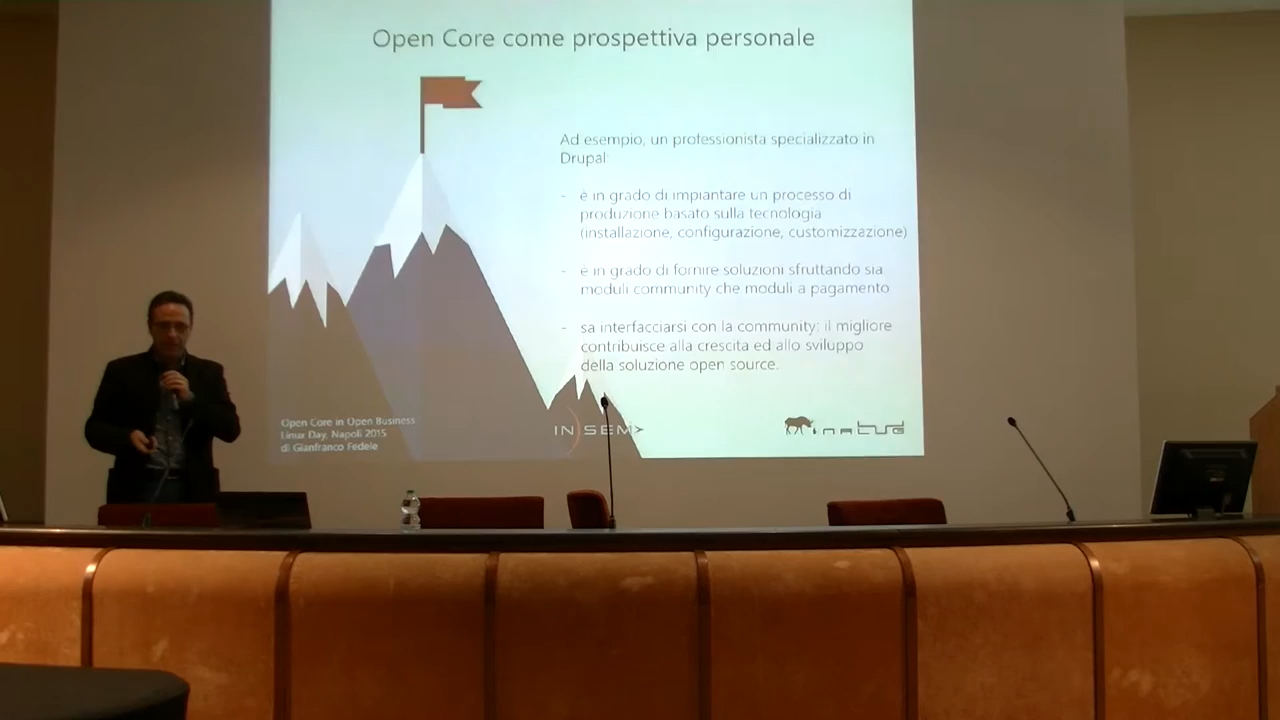 Open Core come prospettiva personale
Ad esempio, un professionista specializzato in
Drupal:
- è in grado di impiantare un processo di
produzione basato sulla tecnologia
(installazione, configurazione, customizzazione)
- è in grado di fornire soluzioni sfruttando sia
moduli community che moduli a pagamento
- sa interfacciarsi con la community: il migliore
contribuisce alla crescita ed allo sviluppo
della soluzione open source.
Open Core in Open Business
Linux Day, Napoli 2015
di Gianfranco Fedele
IN)SEM>